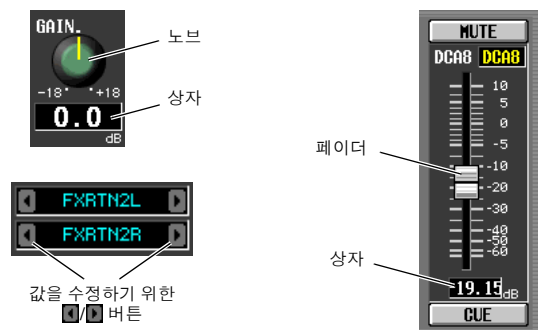 GAIN.
노브
-18 +18
상자
0.0
dB
FXRTN2L
FXRTN2R
값을 수정하기 위한
/ 버튼
MUTE
DCA8 DCA8
10
5
0
-5
-10
-20
-30
-40
-50
-60
페이더
상자
-19.15 dB
CUE